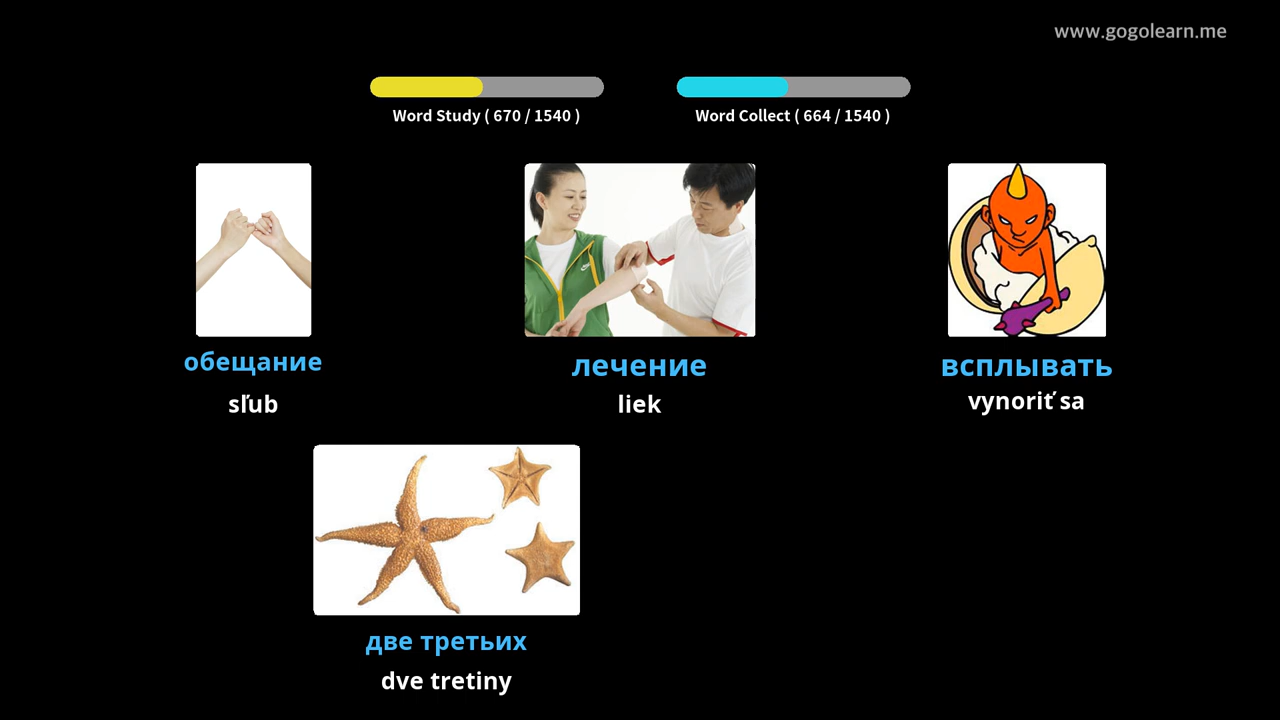 www.gogolearn.me
Word Study ( 670 / 1540 )
Word Collect ( 664 / 1540 )
обещание
лечение
всплывать
sľub
liek
vynoriť sa
две третьих
dve tretiny